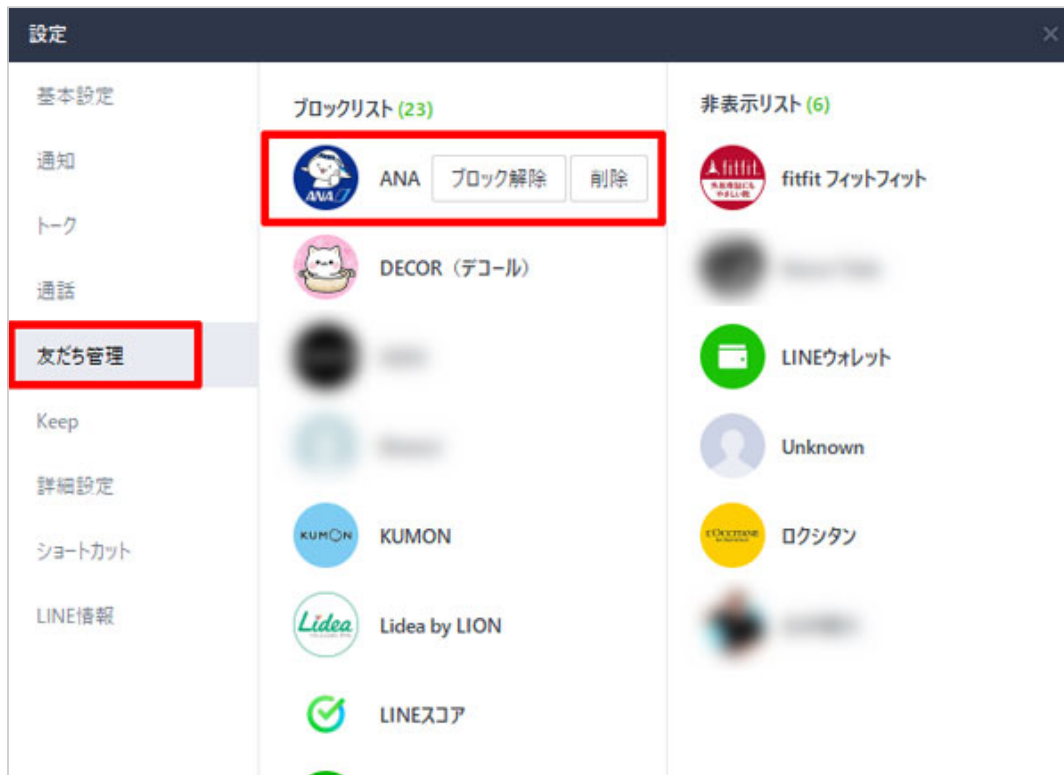 設定
基本設定
通知
トーク
通話
友だち管理
Keep
詳細設定
ショートカット
LINE情報
ブロックリスト (23)
ANA ブロック解除 削除
DECOR（デコール）
KUMON
KUMON
Lidea
Lidea by LION
LINEスコア
非表示リスト (6)
fitfit
fitfit フィットフィット
LINEウォレット
Unknown
L'OCCITANE
ロクシタン